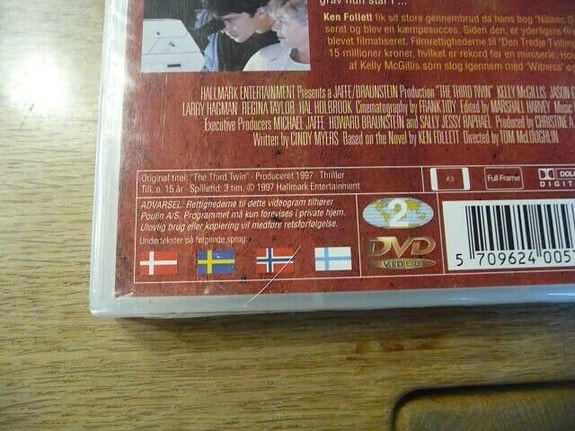 grav hun står i ...
Ken Follett fik sit store gennembrud da hans bog "Nålens
seret og blev en kæmpesucces. Siden den, er yderligere
blevet filmatiseret. Filmrettighederne til "Den Tredje Tvilling
15 millioner kroner, hvilket er rekord for en miniserie.
af Kelly McGillis som slog igennem med 'Witness'
HALLMARK ENTERTAINMENT Presents a JAFFE/BRAUNSTEIN Production "THE THIRD TWIN" KELLY McGILLIS JASON
LARRY HAGMAN REGINA TAYLOR HAL HOLBROOK Cinematography by FRANK TIDY Edited by MARSHALL HARVEY Music
Executive Producers MICHAEL JAFFE HOWARD BRAUNSTEIN and SALLY JESSY RAPHAEL Produced by CHRISTINE
Written by CINDY MYERS Based on the Novel by KEN FOLLETT Directed by TOM McLOUGHLIN
Original titel: "The Third Twin" · Produceret 1997 · Thriller
Till. o. 15 år · Spilletid: 3 tim. © 1997 Hallmark Entertainment
4:3
Full Frame
DOLB
DIGIT
ADVARSEL: Rettighederne til dette videogram tilhører
Poulin A/S. Programmet må kun forevises i private hjem.
Ulovlig brug eller kopiering vil medføre retsforfølgelse.
Undertekster på følgende sprog:
2
DVD
VIDEO
5 709624 005